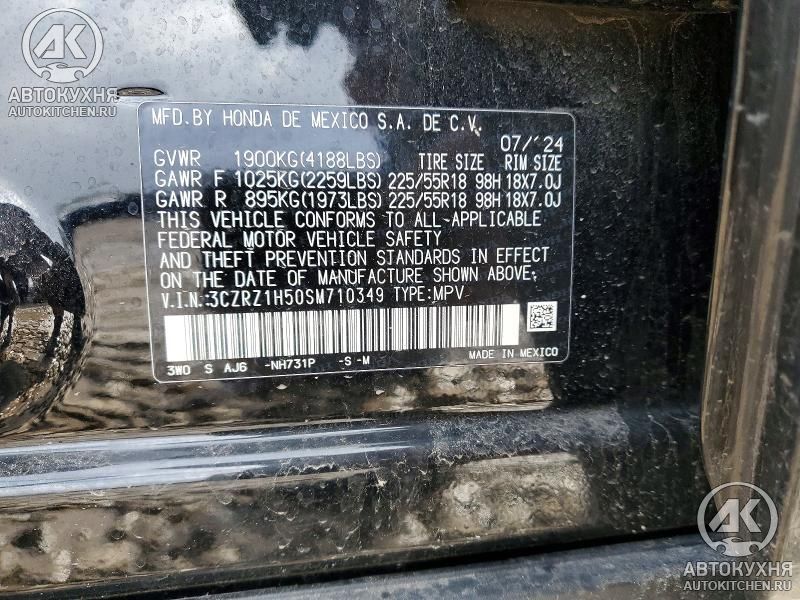 АК
АВТОКУХНЯ
AUTOKITCHEN.RU
MFD.BY HONDA DE MEXICO S.A. DE C.V.
07/'24
GVWR 1900KG(4188LBS) TIRE SIZE RIM SIZE
GAWR F 1025KG(2259LBS) 225/55R18 98H 18X7.0J
GAWR R 895KG(1973LBS) 225/55R18 98H 18X7.0J
THIS VEHICLE CONFORMS TO ALL-APPLICABLE
FEDERAL MOTOR VEHICLE SAFETY
AND THEFT PREVENTION STANDARDS IN EFFECT
ON THE DATE OF MANUFACTURE SHOWN ABOVE.
V.I.N.:3CZRZ1H50SM710349 TYPE:MPV
3W0 S AJ6 -NH731P -S -M MADE IN MEXICO
АК
АВТОКУХНЯ
AUTOKITCHEN.RU